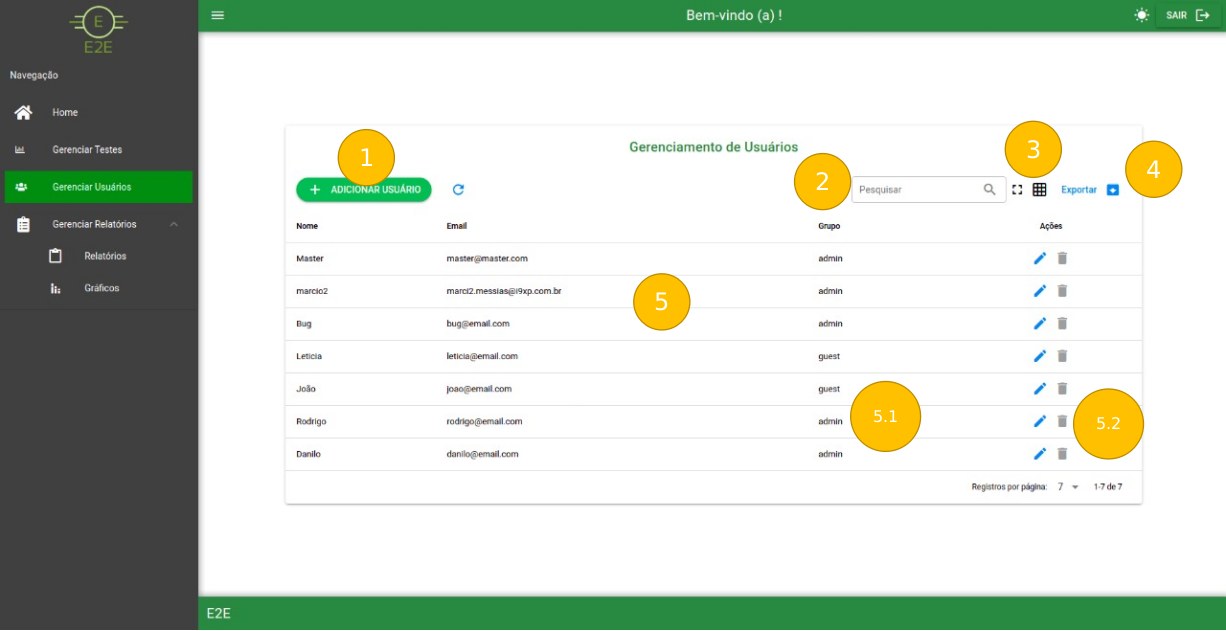 E
E2E
Bem-vindo (a) !
SAIR
Navegação
Home
Gerenciar Testes
Gerenciar Usuários
Gerenciar Relatórios
Relatórios
Gráficos
Gerenciamento de Usuários
1
2
3
4
ADICIONAR USUÁRIO
Pesquisar
Exportar
Nome Email Grupo Ações
Master master@master.com admin
marcio2 marci2.messias@i9xp.com.br admin
5
Bug bug@email.com admin
Leticia leticia@email.com guest
João joao@email.com guest
5.1
5.2
Rodrigo rodrigo@email.com admin
Danilo danilo@email.com admin
Registros por página: 7 1-7 de 7
E2E